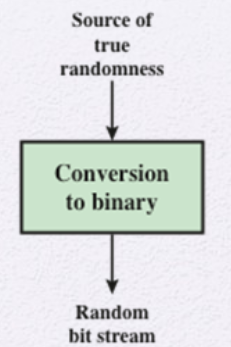 Source of
true
randomness
Conversion
to binary
Random
bit stream